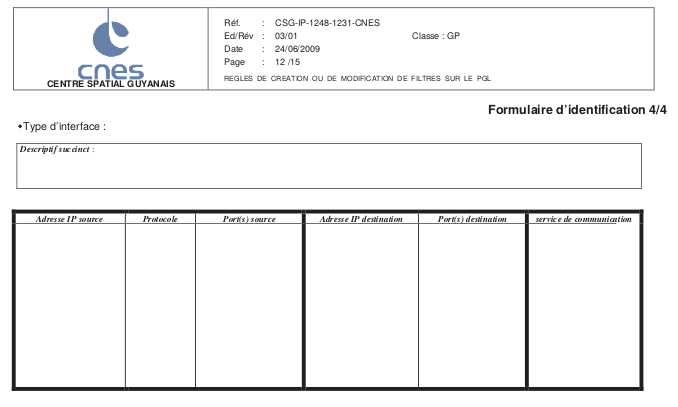 cnes
CENTRE SPATIAL GUYANAIS
Réf. : CSG-IP-1248-1231-CNES
Ed/Rév : 03/01 Classe : GP
Date : 24/06/2009
Page : 12 /15
REGLES DE CREATION OU DE MODIFICATION DE FILTRES SUR LE PGL
Formulaire d'identification 4/4
•Type d'interface :
Descriptif succinct :
Adresse IP source Protocole Port(s) source Adresse IP destination Port(s) destination service de communication